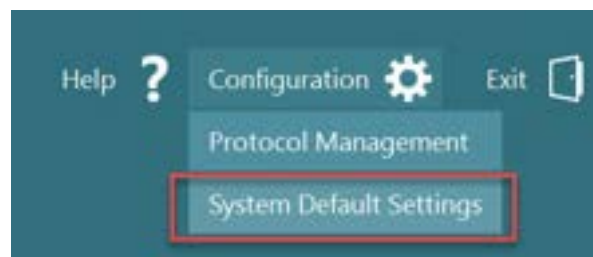 Help ? Configuration Exit
Protocol Management
System Default Settings